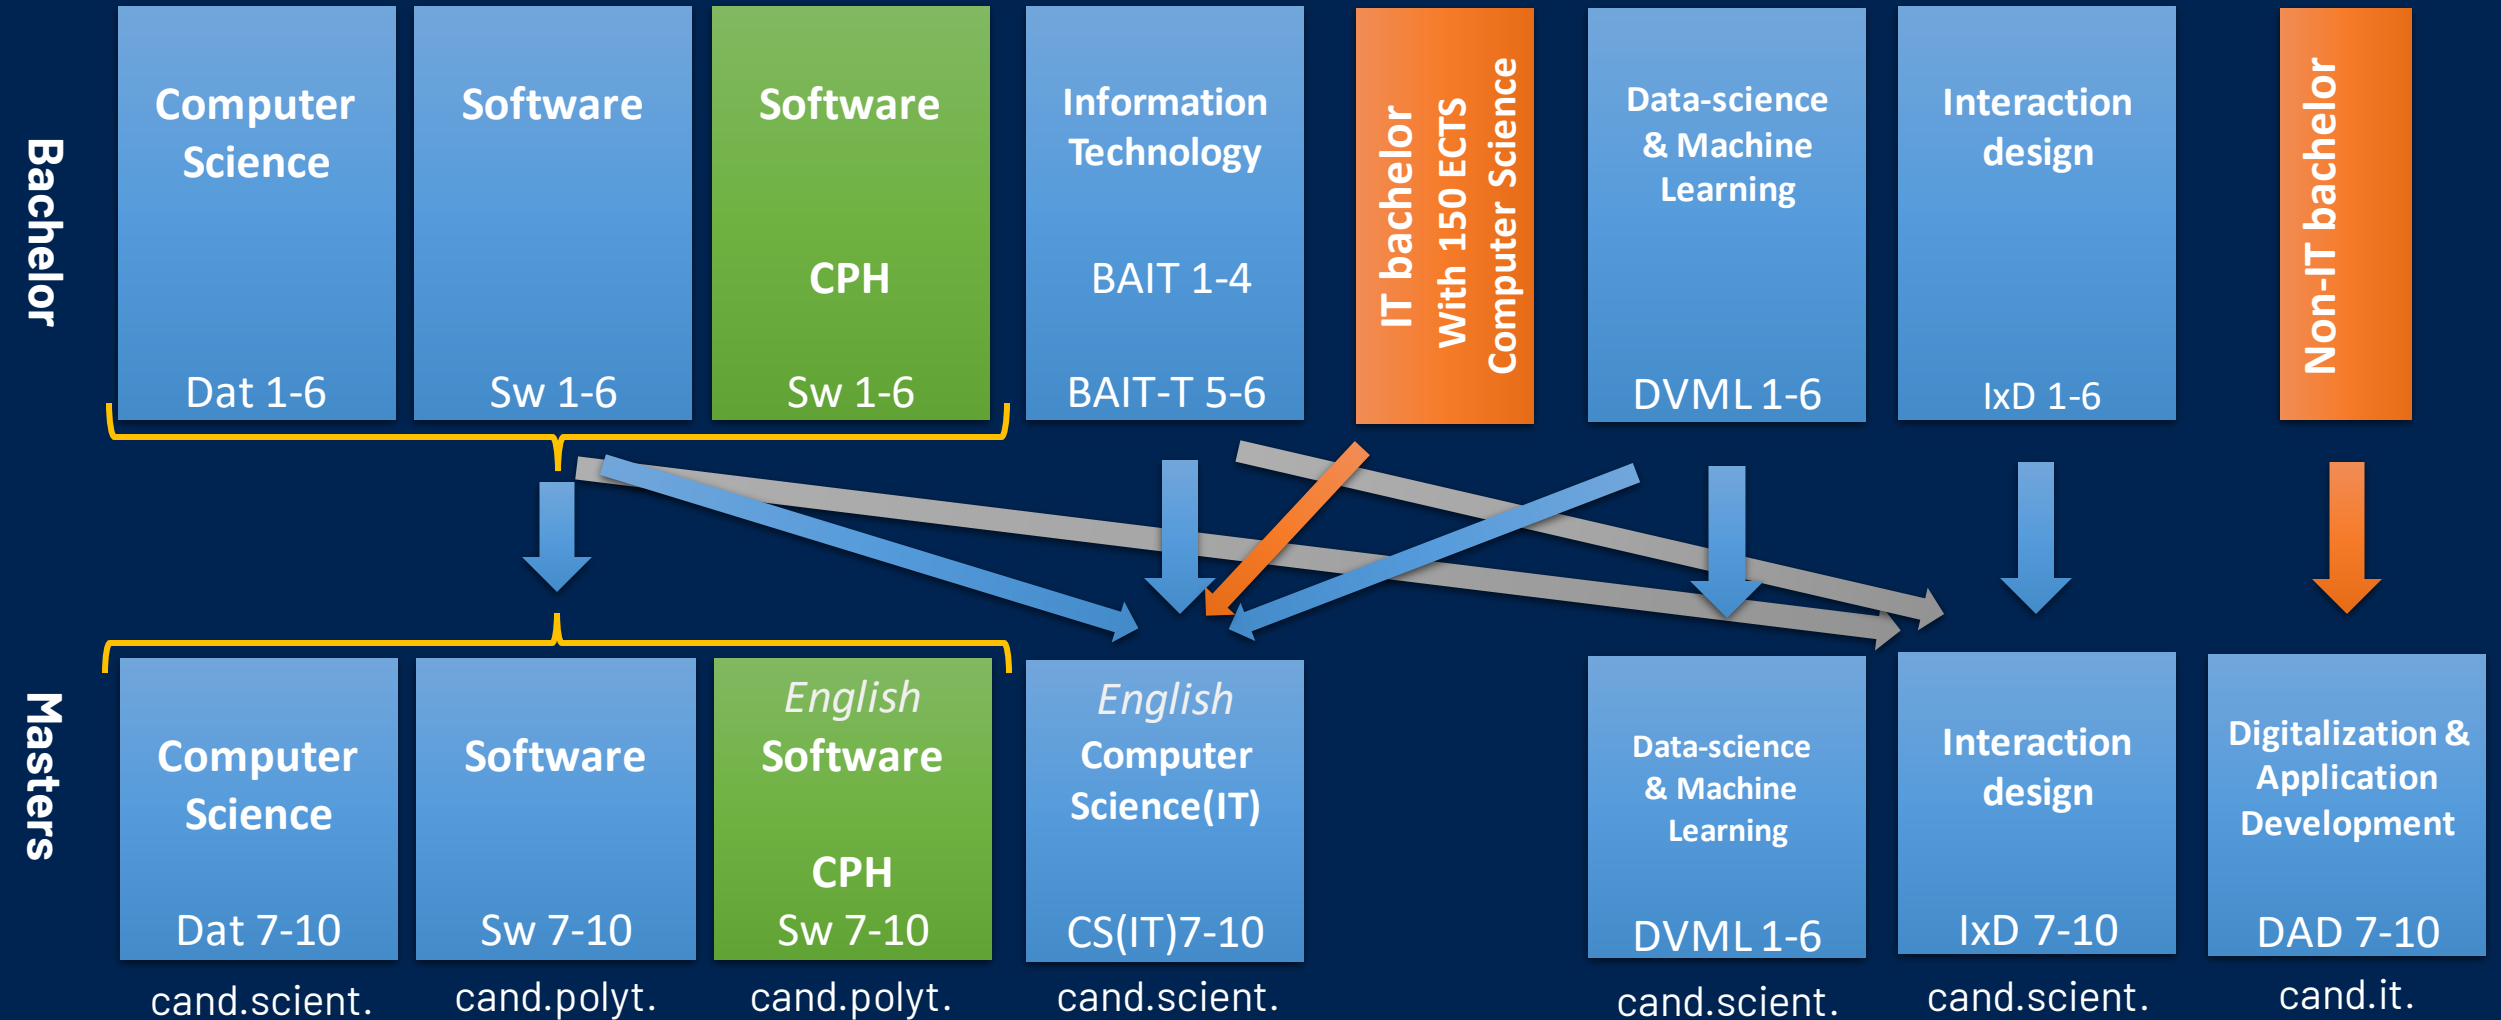 Bachelor
Computer
Science
Dat 1-6
Software
Sw 1-6
Software
CPH
Sw 1-6
Information
Technology
BAIT 1-4
BAIT-T 5-6
IT bachelor
With 150 ECTS
Computer Science
Data-science
& Machine
Learning
DVML 1-6
Interaction
design
IxD 1-6
Non-IT bachelor
Masters
Computer
Science
Dat 7-10
cand.scient.
Software
Sw 7-10
cand.polyt.
English
Software
CPH
Sw 7-10
cand.polyt.
English
Computer
Science(IT)
CS(IT)7-10
cand.scient.
Data-science
& Machine
Learning
DVML 1-6
cand.scient.
Interaction
design
IxD 7-10
cand.scient.
Digitalization &
Application
Development
DAD 7-10
cand.it.